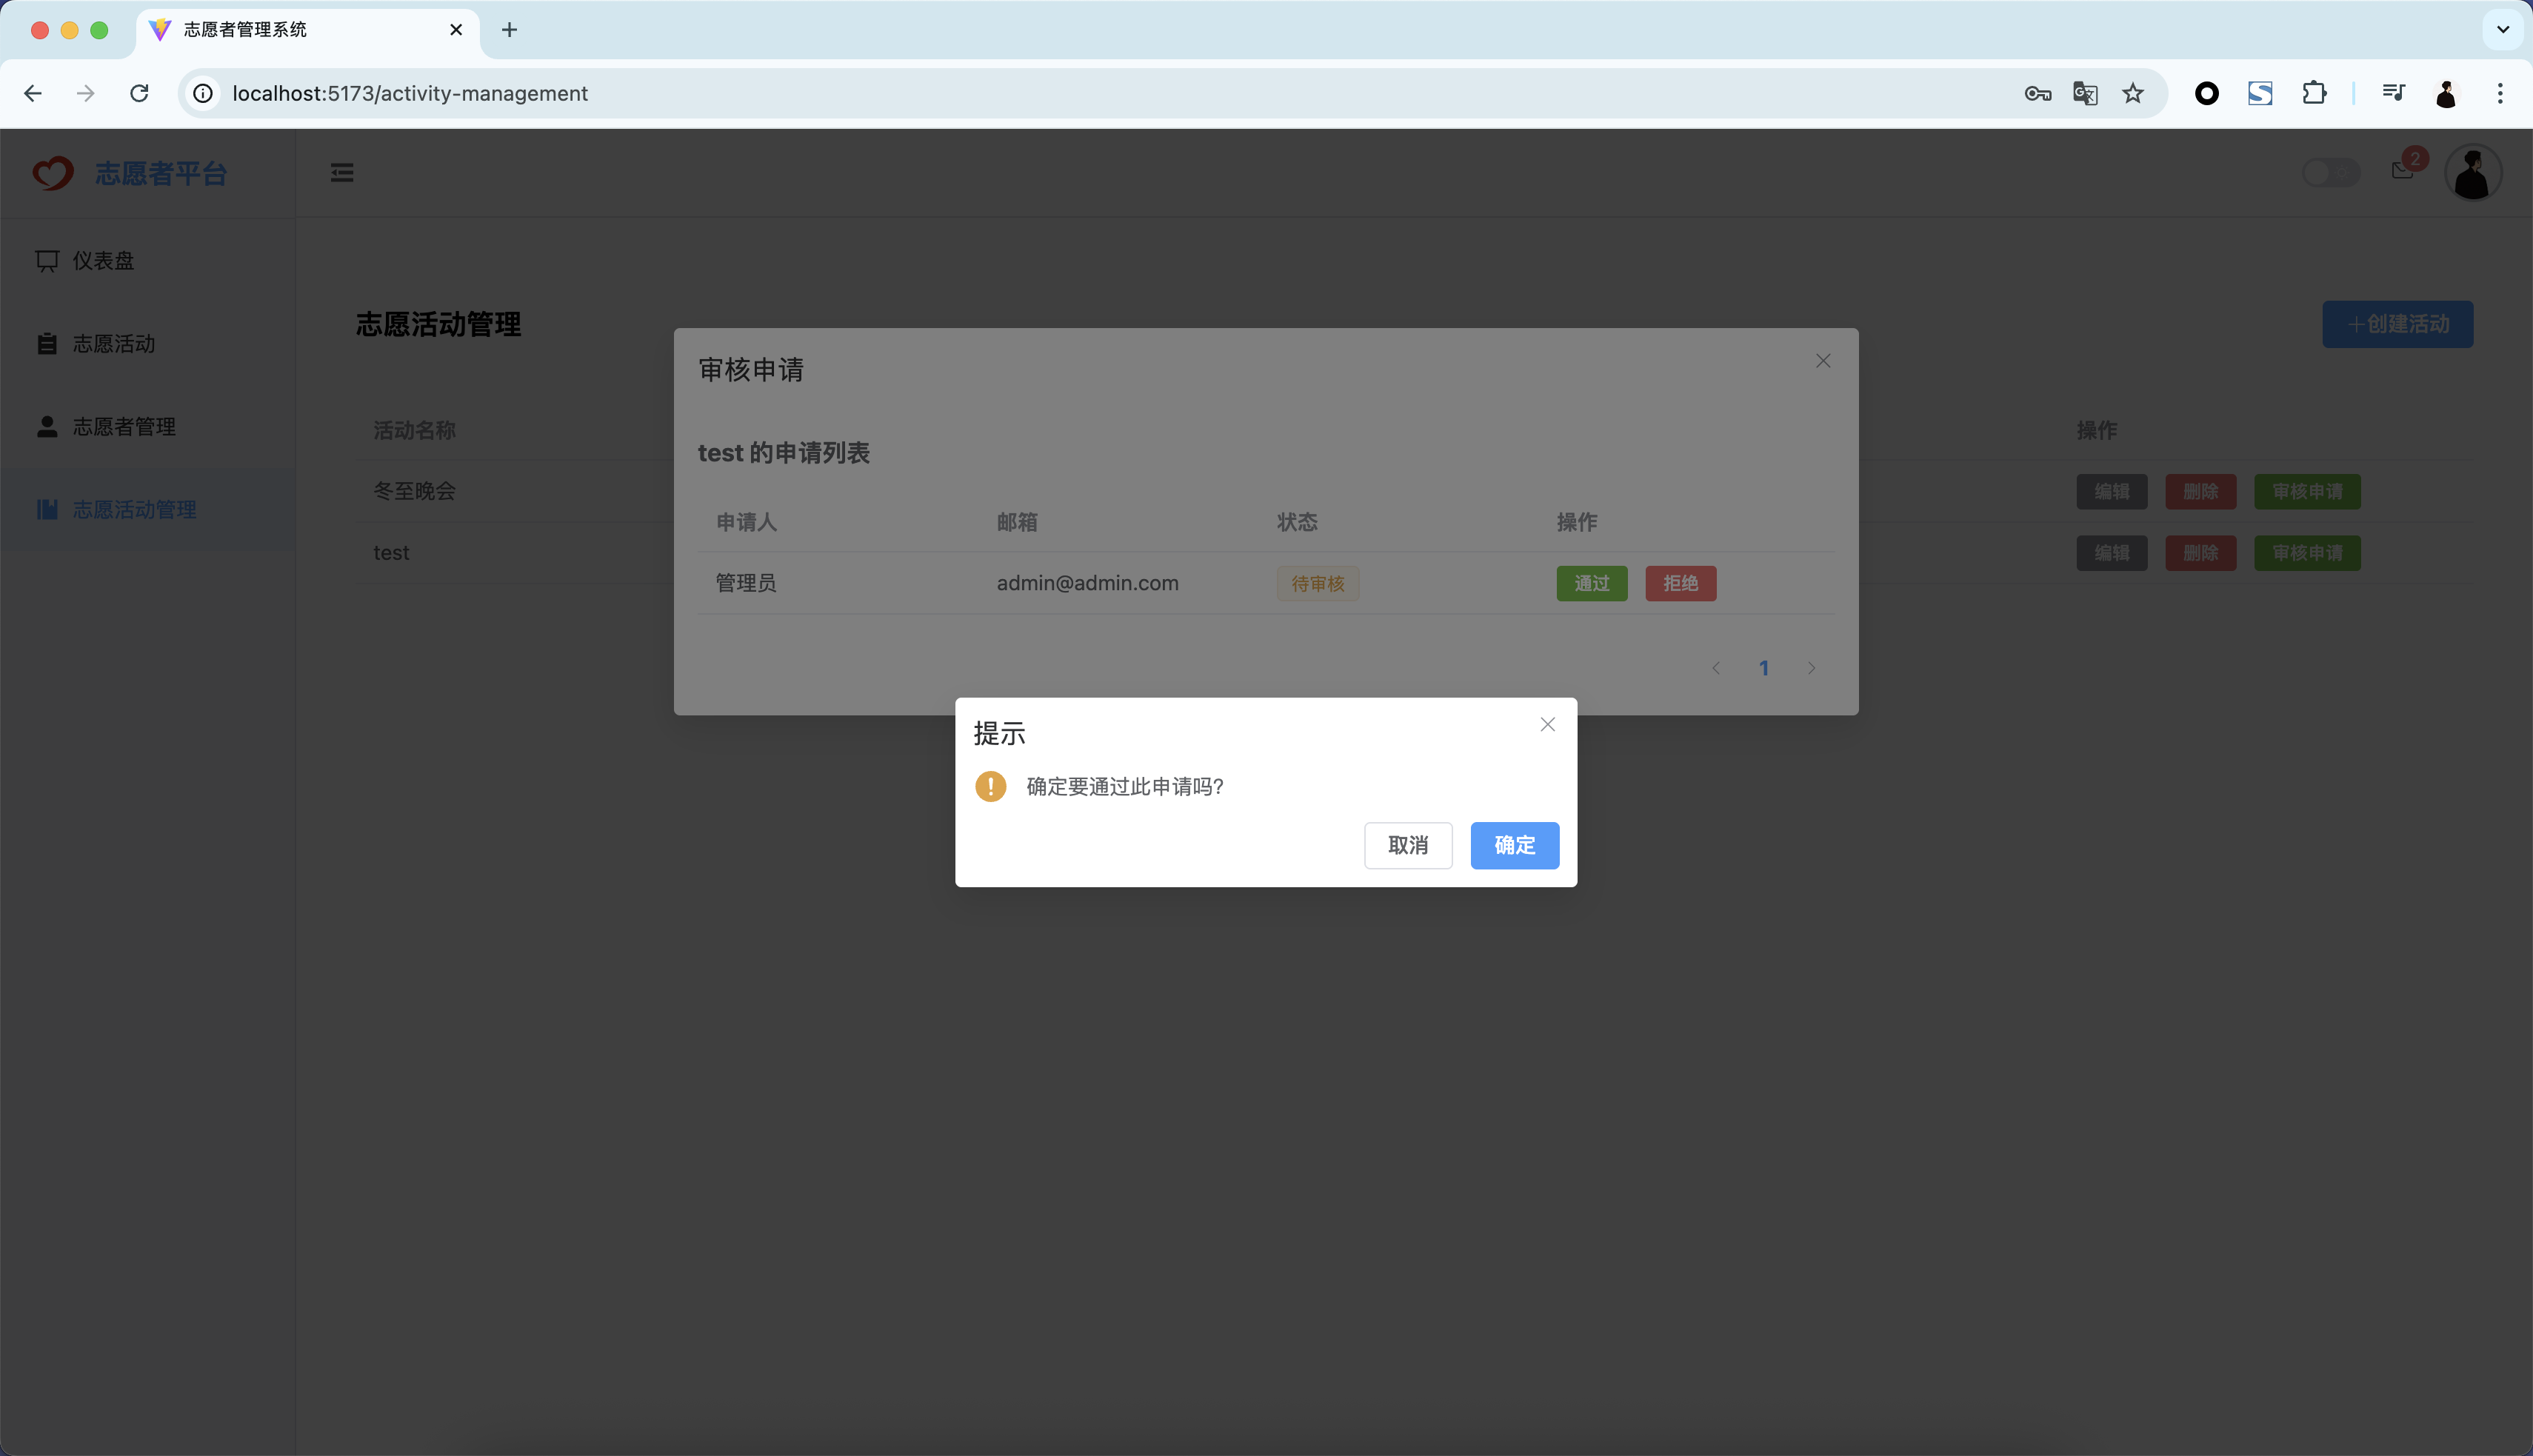 志愿者管理系统
localhost:5173/activity-management
志愿者平台
2
仪表盘
志愿活动
志愿者管理
志愿活动管理
志愿活动管理
+创建活动
活动名称
操作
冬至晚会
编辑 删除 审核申请
test
编辑 删除 审核申请
审核申请
test 的申请列表
申请人 邮箱 状态 操作
管理员 admin@admin.com 待审核 通过 拒绝
1
提示
确定要通过此申请吗?
取消 确定